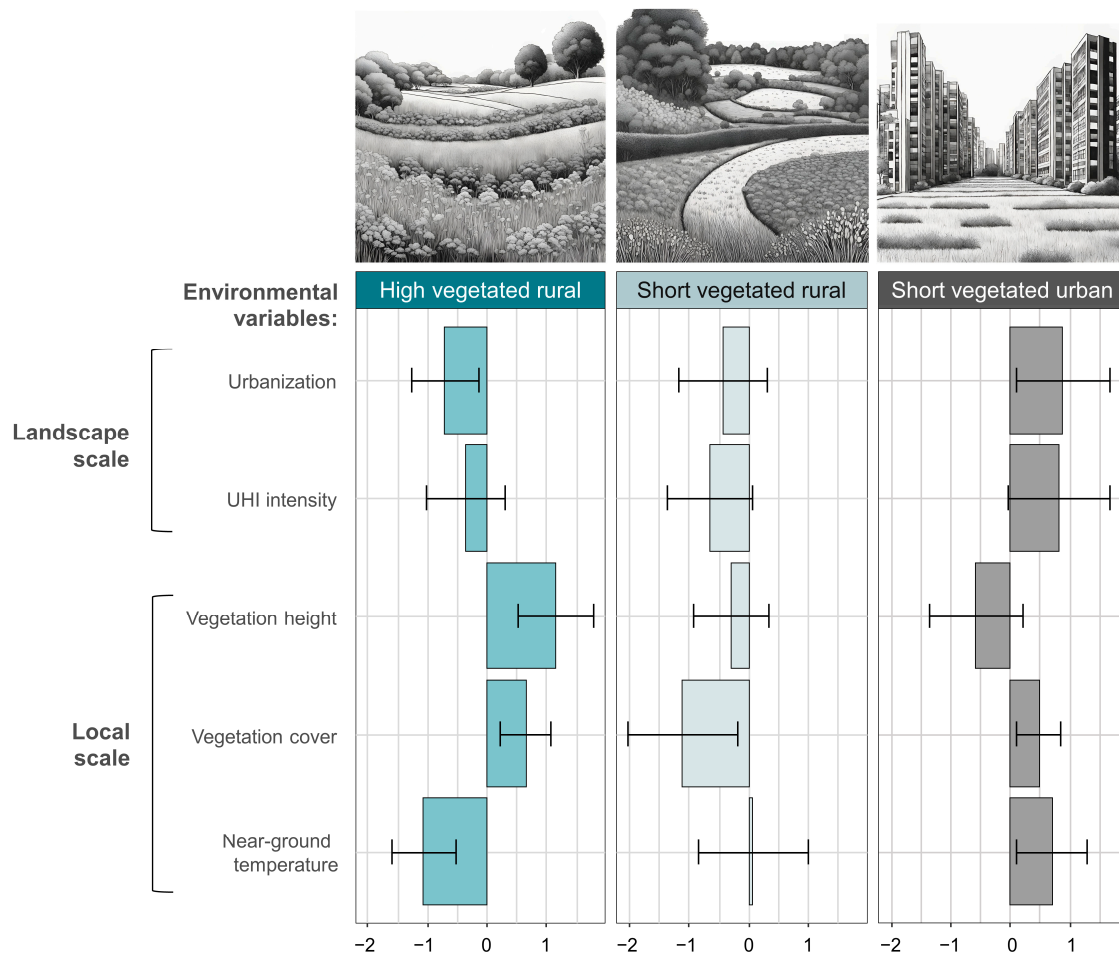 Environmental
variables:
High vegetated rural
Short vegetated rural
Short vegetated urban
Landscape
scale
Urbanization
UHI intensity
Local
scale
Vegetation height
Vegetation cover
Near-ground
temperature
−2 −1 0 1
−2 −1 0 1
−2 −1 0 1